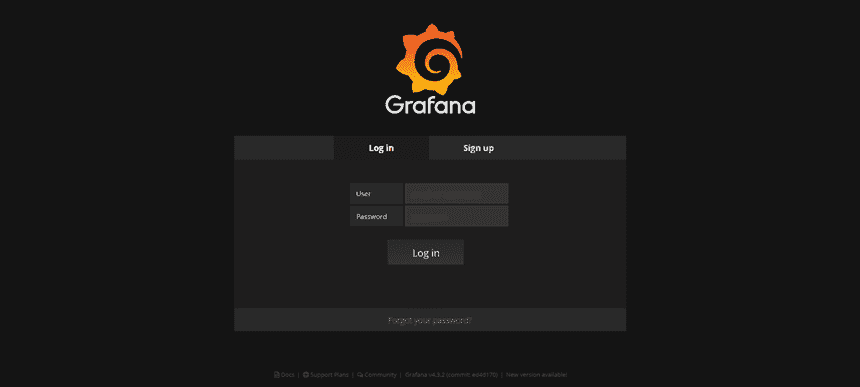 Grafana
Log in Sign up
User
Password
Log in
Forgot your password?
Docs | Support Plans | Community | Grafana v4.3.2 (commit: ed4d170) | New version available!